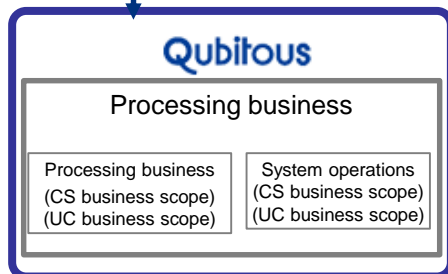 Qubitous
Processing business
Processing business
(CS business scope)
(UC business scope)
System operations
(CS business scope)
(UC business scope)